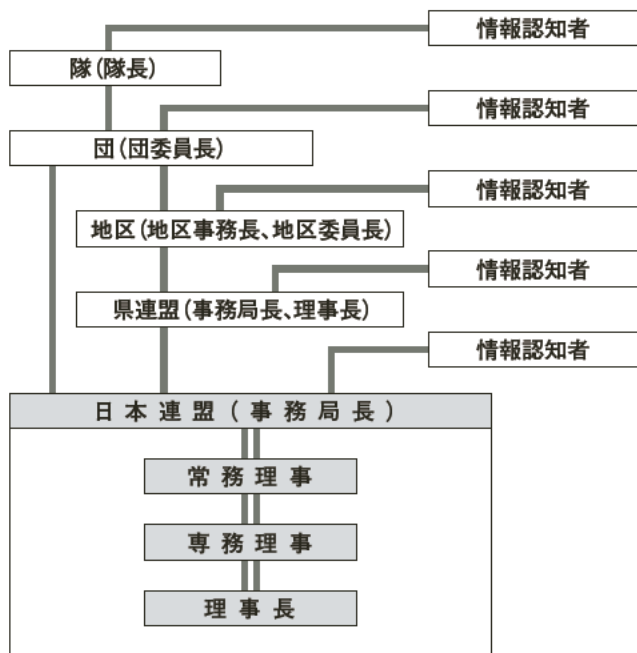 情報認知者
隊(隊長)
情報認知者
団(団委員長)
情報認知者
地区(地区事務長、地区委員長)
情報認知者
県連盟(事務局長、理事長)
情報認知者
日本連盟(事務局長)
常務理事
専務理事
理事長